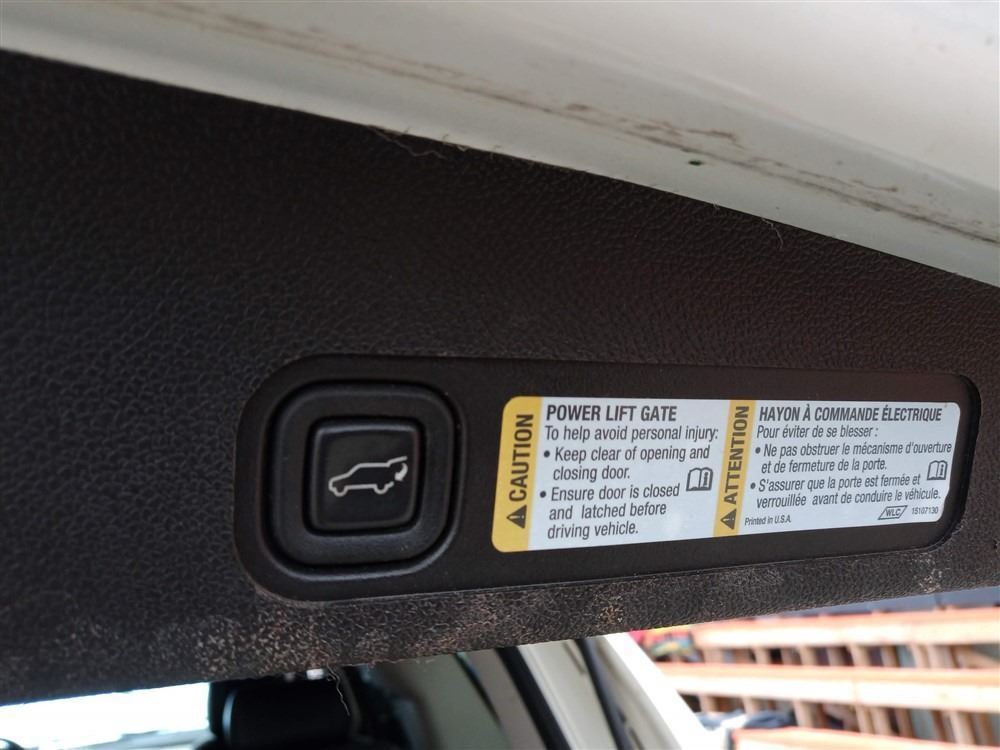 CAUTION
POWER LIFT GATE
To help avoid personal injury:
• Keep clear of opening and
closing door.
• Ensure door is closed
and latched before
driving vehicle.
ATTENTION
HAYON À COMMANDE ÉLECTRIQUE
Pour éviter de se blesser :
• Ne pas obstruer le mécanisme d'ouverture
et de fermeture de la porte.
• S'assurer que la porte est fermée et
verrouillée avant de conduire le véhicule.
Printed in U.S.A.
WLC
15107130